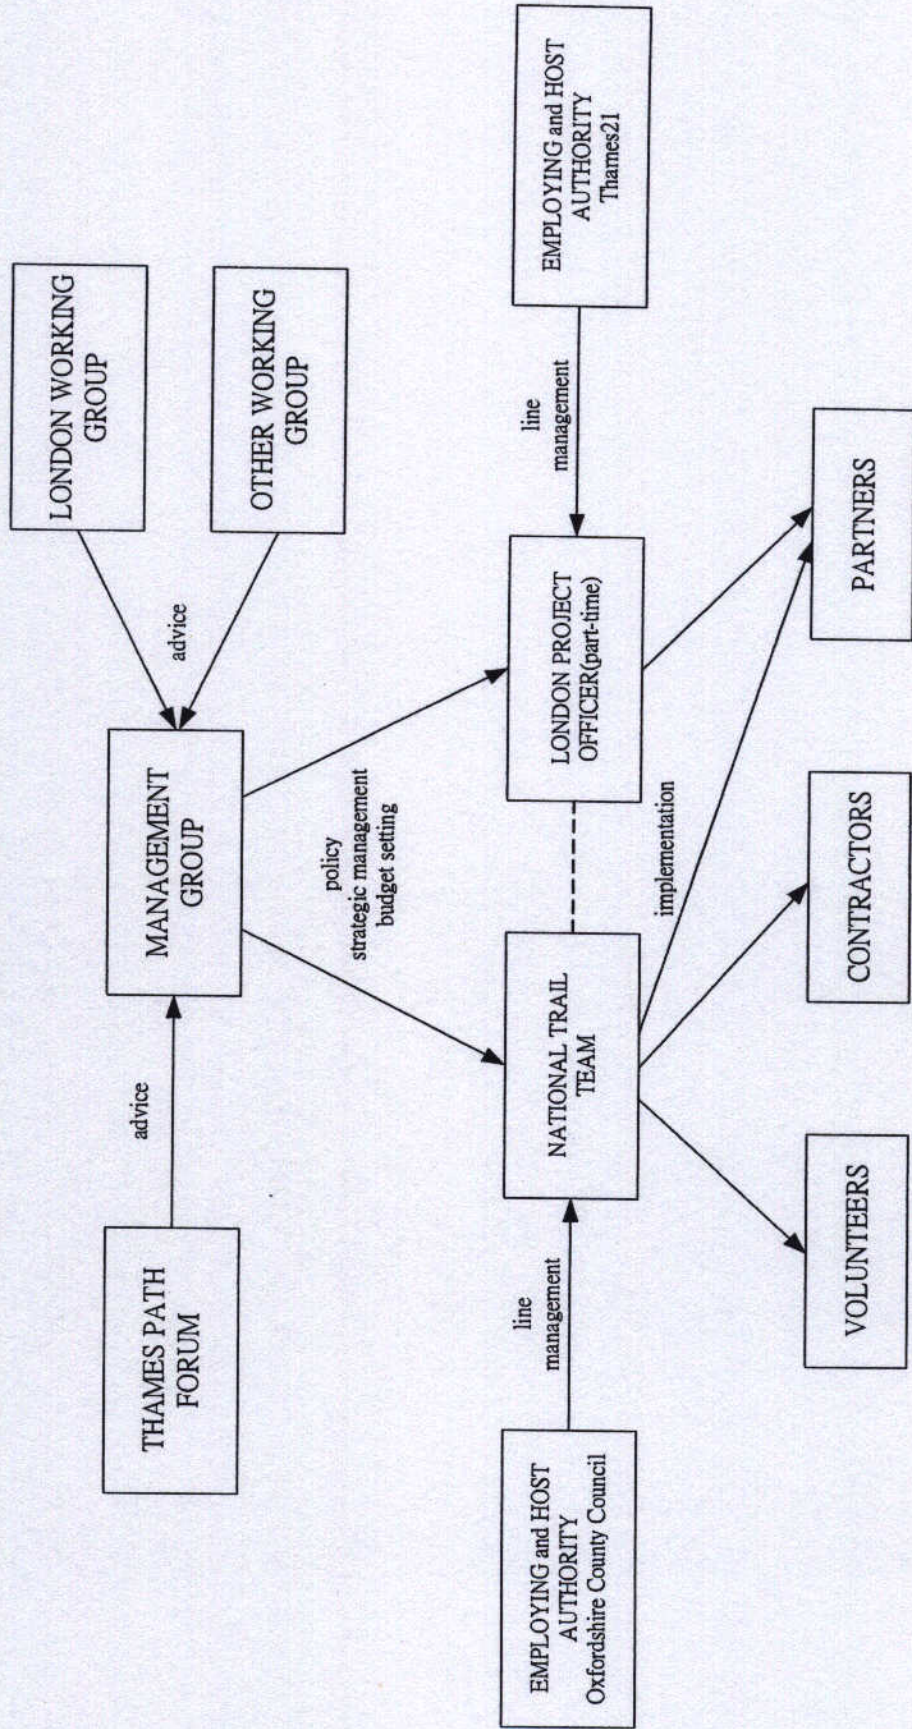 LONDON WORKING
GROUP
OTHER WORKING
GROUP
advice
THAMES PATH
FORUM
advice
MANAGEMENT
GROUP
policy
strategic management
budget setting
EMPLOYING and HOST
AUTHORITY
Oxfordshire County Council
line
management
NATIONAL TRAIL
TEAM
LONDON PROJECT
OFFICER(part-time)
line
management
EMPLOYING and HOST
AUTHORITY
Thames21
implementation
VOLUNTEERS
CONTRACTORS
PARTNERS